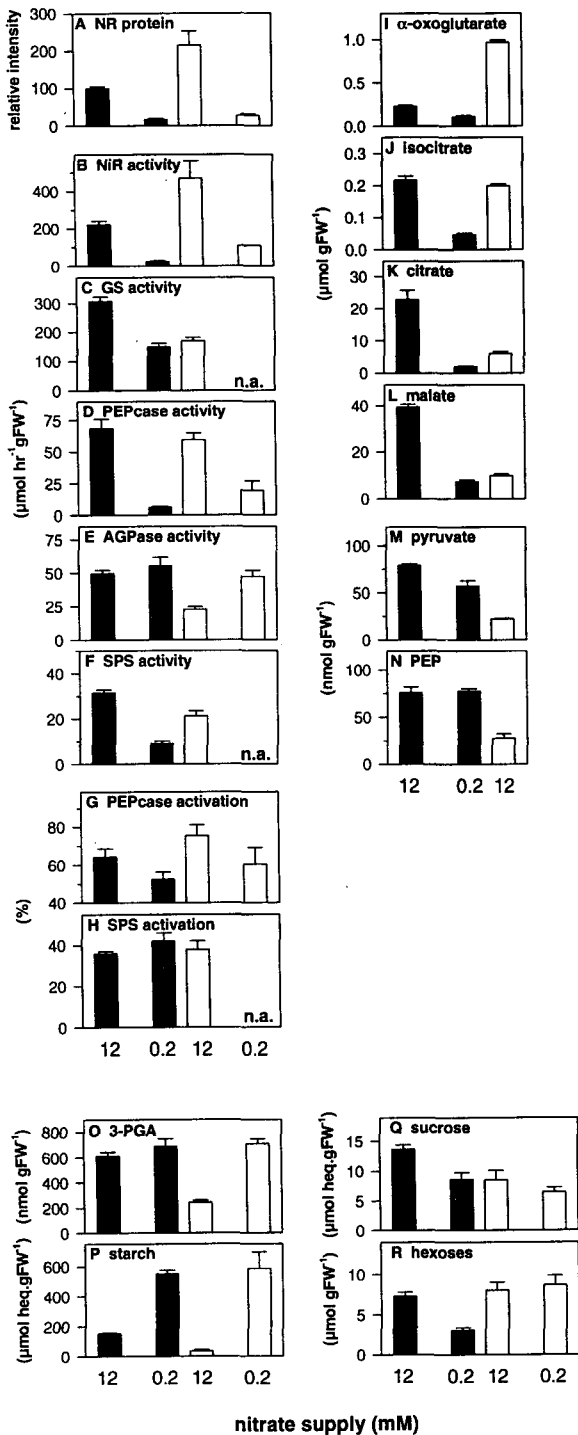 A NR protein
relative intensity
300
200
100
0
B NiR activity
400
200
0
C GS activity
300
200
100
0
n.a.
(μmol hr⁻¹gFW⁻¹)
D PEPcase activity
75
50
25
0
E AGPase activity
75
50
25
0
F SPS activity
40
20
0
n.a.
G PEPcase activation
80
60
40
(%)
H SPS activation
40
20
0
n.a.
12 0.2 12 0.2
I α-oxoglutarate
1.0
0.5
0.0
J isocitrate
0.3
0.2
0.1
0.0
(μmol gFW⁻¹)
K citrate
30
20
10
0
L malate
40
20
0
M pyruvate
100
50
0
(nmol gFW⁻¹)
N PEP
100
50
0
12 0.2 12
O 3-PGA
(nmol gFW⁻¹)
800
600
400
200
0
P starch
(μmol heq.gFW⁻¹)
600
400
200
0
12 0.2 12 0.2
Q sucrose
(μmol heq.gFW⁻¹)
15
10
5
0
R hexoses
(μmol gFW⁻¹)
10
5
0
12 0.2 12 0.2
nitrate supply (mM)